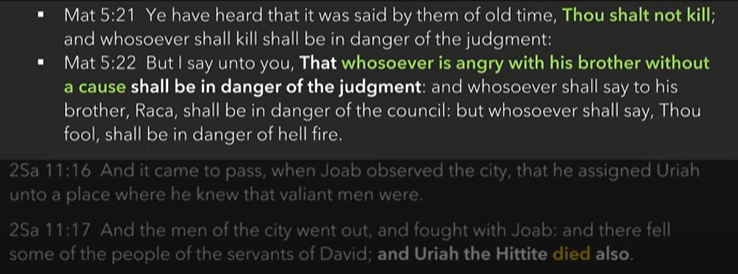 ▪ Mat 5:21 Ye have heard that it was said by them of old time, Thou shalt not kill;
and whosoever shall kill shall be in danger of the judgment:
▪ Mat 5:22 But I say unto you, That whosoever is angry with his brother without
a cause shall be in danger of the judgment: and whosoever shall say to his
brother, Raca, shall be in danger of the council: but whosoever shall say, Thou
fool, shall be in danger of hell fire.
2Sa 11:16 And it came to pass, when Joab observed the city, that he assigned Uriah
unto a place where he knew that valiant men were.
2Sa 11:17 And the men of the city went out, and fought with Joab: and there fell
some of the people of the servants of David; and Uriah the Hittite died also.